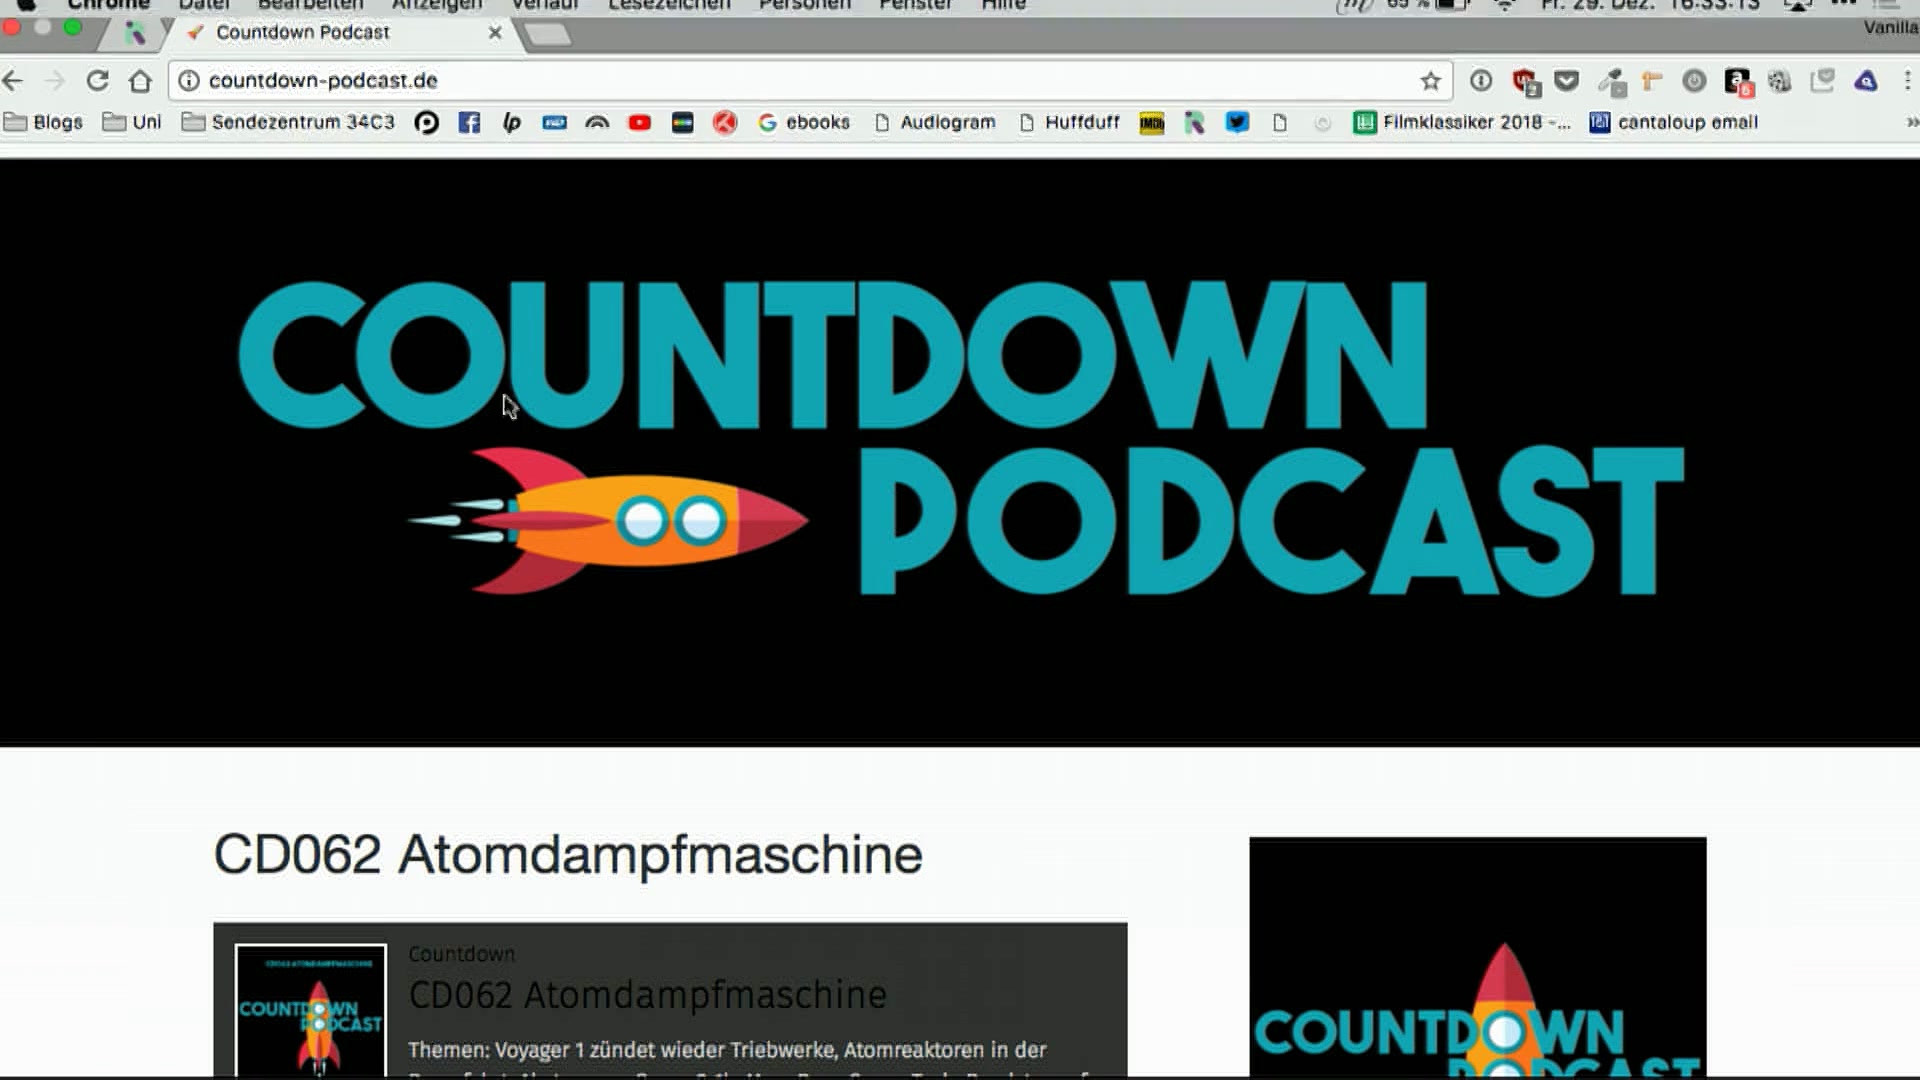 Chrome Datei Bearbeiten Anzeigen Verlauf Lesezeichen Personen Fenster Hilfe 65 % Fr. 29. Dez. 16:33:13
Countdown Podcast Vanilla
countdown-podcast.de
Blogs Uni Sendezentrum 34C3 ebooks Audiogram Huffduff IMDb Filmklassiker 2018 -... cantaloup email
COUNTDOWN
PODCAST
CD062 Atomdampfmaschine
Countdown
CD062 Atomdampfmaschine
Themen: Voyager 1 zündet wieder Triebwerke, Atomreaktoren in der
CD062 ATOMDAMPFMASCHINE
COUNTDOWN
PODCAST
COUNTDOWN
PODCAST